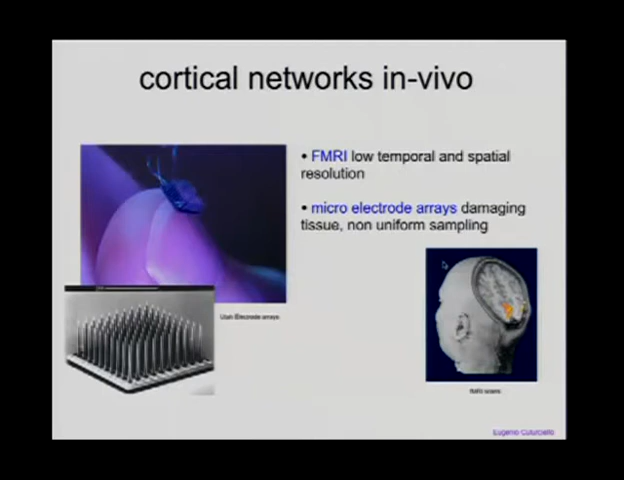 cortical networks in-vivo
• FMRI low temporal and spatial
resolution
• micro electrode arrays damaging
tissue, non uniform sampling
Utah Electrode arrays
fMRI scans
Eugenio Culurciello